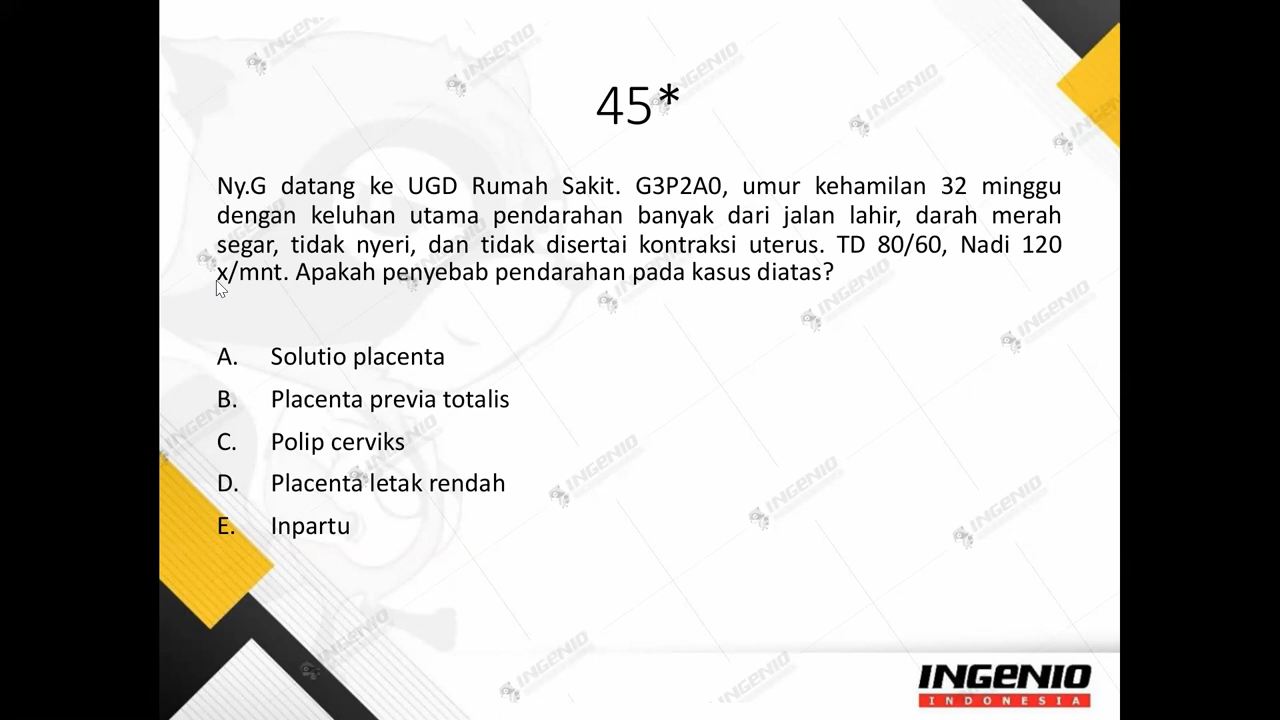 45*
Ny.G datang ke UGD Rumah Sakit. G3P2A0, umur kehamilan 32 minggu
dengan keluhan utama pendarahan banyak dari jalan lahir, darah merah
segar, tidak nyeri, dan tidak disertai kontraksi uterus. TD 80/60, Nadi 120
x/mnt. Apakah penyebab pendarahan pada kasus diatas?
A. Solutio placenta
B. Placenta previa totalis
C. Polip cerviks
D. Placenta letak rendah
E. Inpartu
INGENIO
INDONESIA